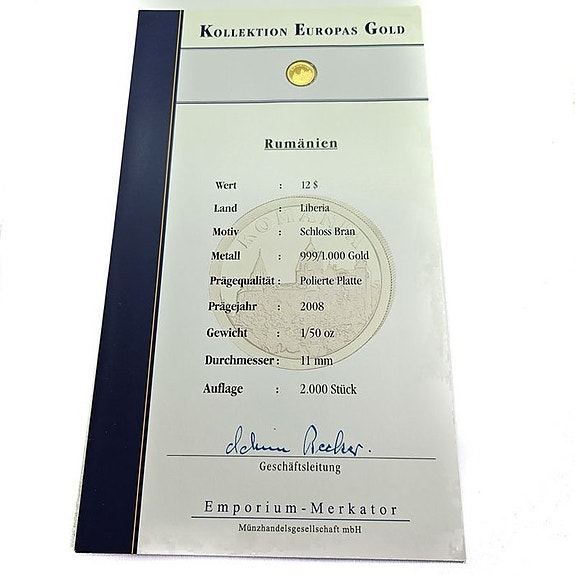 Kollektion Europas Gold
Rumänien
Wert : 12 $
Land : Liberia
Motiv : Schloss Bran
Metall : 999/1.000 Gold
Prägequalität : Polierte Platte
Prägejahr : 2008
Gewicht : 1/50 oz
Durchmesser : 11 mm
Auflage : 2.000 Stück
Geschäftsleitung
Emporium-Merkator
Münzhandelsgesellschaft mbH